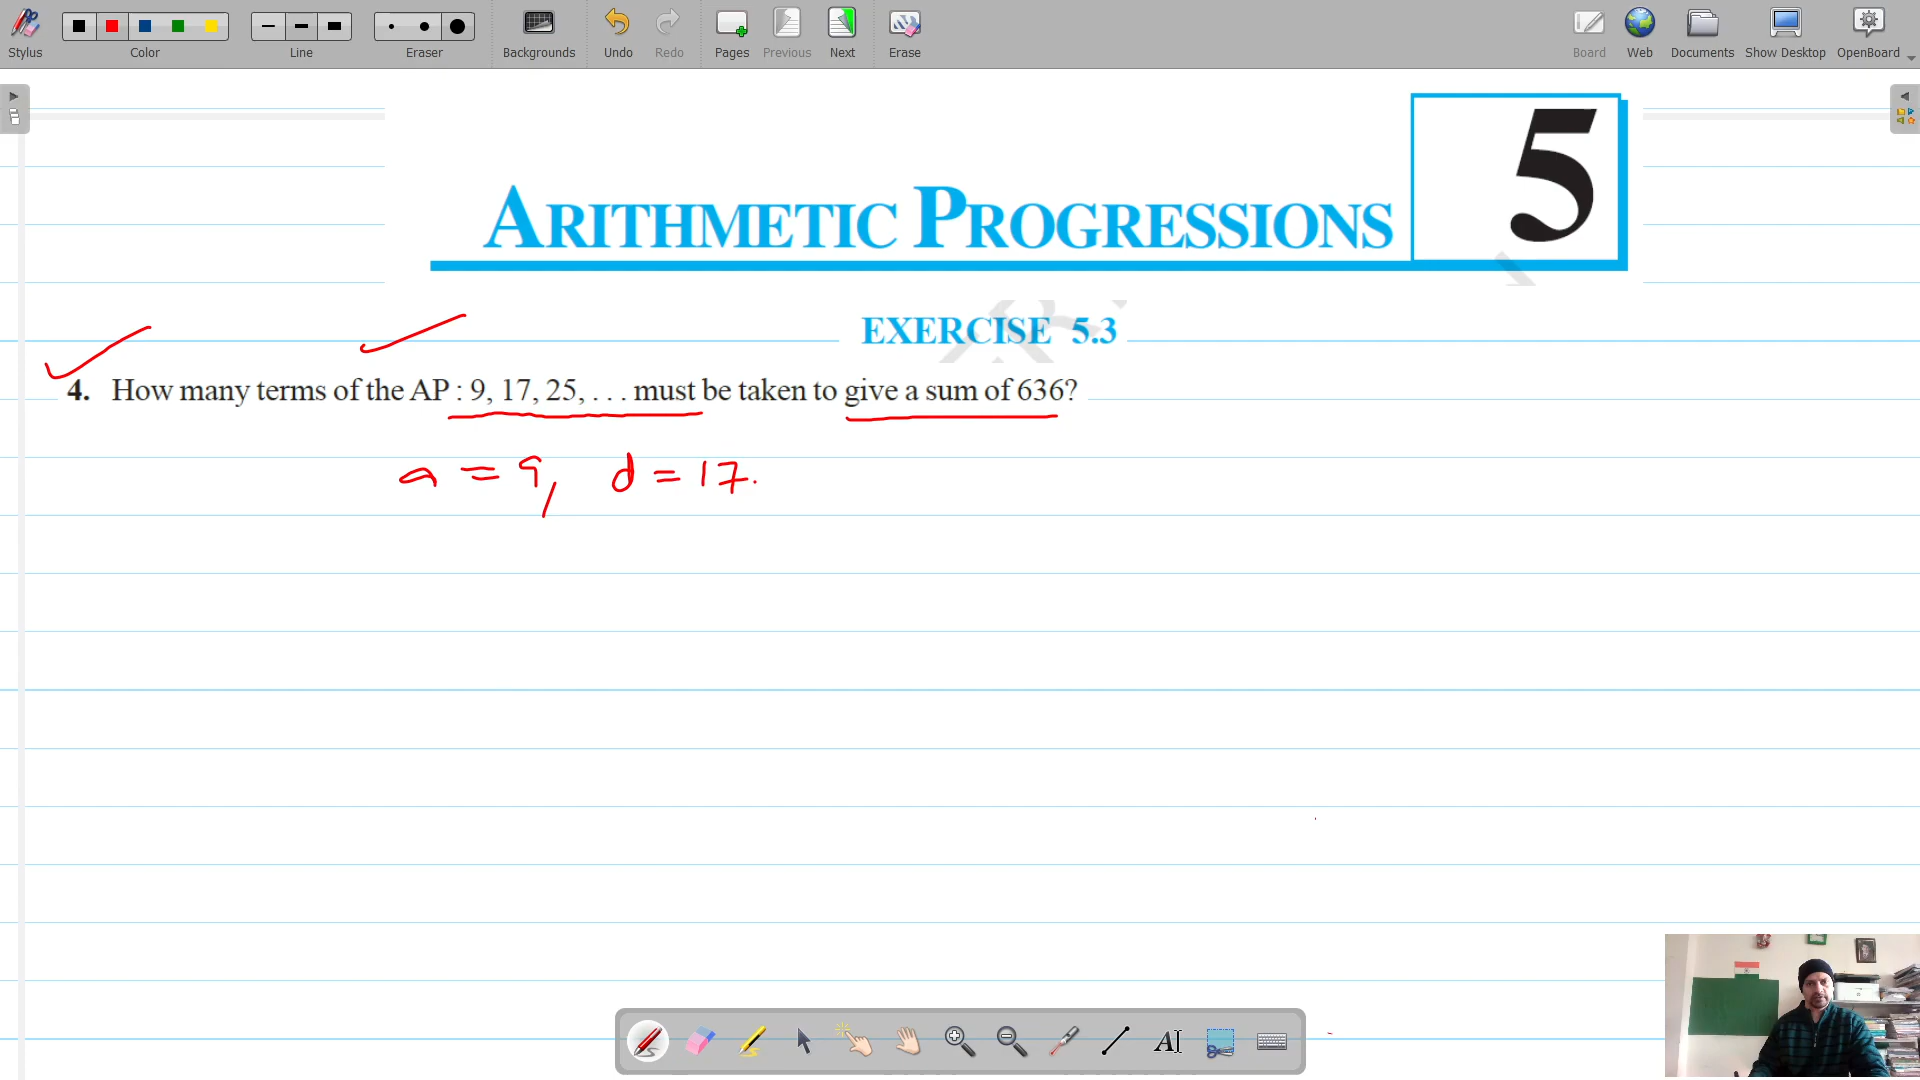 Stylus
Color
Line
Eraser
Backgrounds
Undo
Redo
Pages
Previous
Next
Erase
Board
Web
Documents
Show Desktop
OpenBoard
ARITHMETIC PROGRESSIONS
5
EXERCISE 5.3
4. How many terms of the AP : 9, 17, 25, . . . must be taken to give a sum of 636?
a = 9, d = 17.